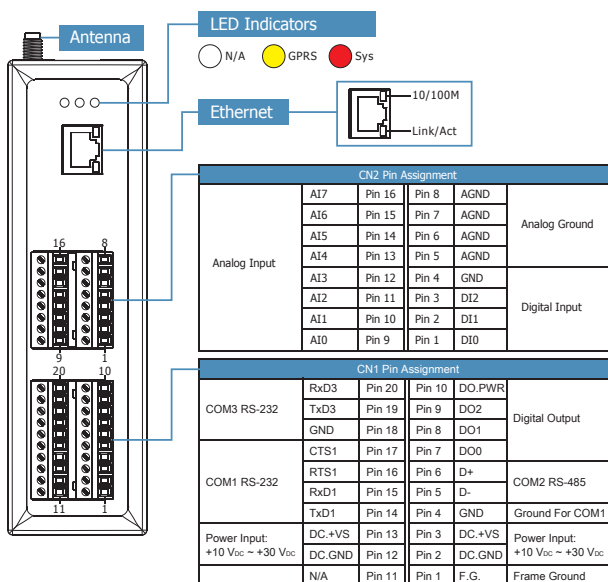 Antenna
LED Indicators
N/A GPRS Sys
Ethernet
10/100M
Link/Act
CN2 Pin Assignment
Analog Input
AI7 Pin 16 Pin 8 AGND
AI6 Pin 15 Pin 7 AGND
AI5 Pin 14 Pin 6 AGND
AI4 Pin 13 Pin 5 AGND
Analog Ground
AI3 Pin 12 Pin 4 GND
AI2 Pin 11 Pin 3 DI2
AI1 Pin 10 Pin 2 DI1
AI0 Pin 9 Pin 1 DI0
Digital Input
16 8
9 1
20 10
11 1
CN1 Pin Assignment
COM3 RS-232
RxD3 Pin 20 Pin 10 DO.PWR
TxD3 Pin 19 Pin 9 DO2
GND Pin 18 Pin 8 DO1
Digital Output
COM1 RS-232
CTS1 Pin 17 Pin 7 DO0
RTS1 Pin 16 Pin 6 D+
RxD1 Pin 15 Pin 5 D-
COM2 RS-485
TxD1 Pin 14 Pin 4 GND Ground For COM1
Power Input:
+10 VDC ~ +30 VDC
DC.+VS Pin 13 Pin 3 DC.+VS
DC.GND Pin 12 Pin 2 DC.GND
Power Input:
+10 VDC ~ +30 VDC
N/A Pin 11 Pin 1 F.G. Frame Ground